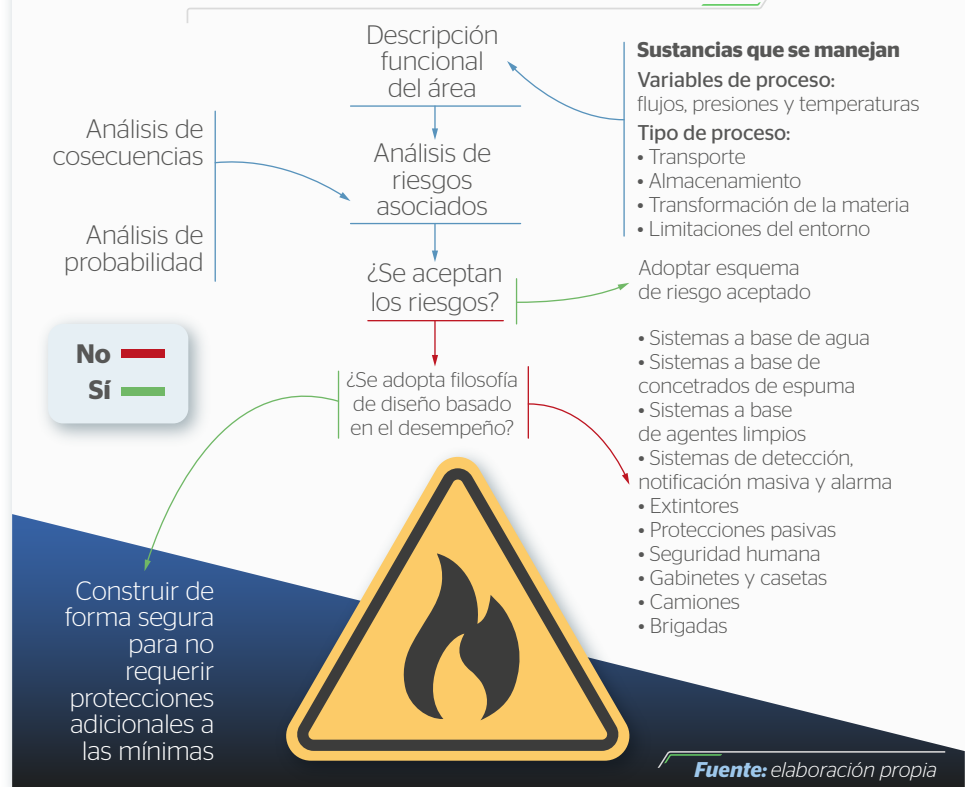 Descripción
funcional
del área
Sustancias que se manejan
Variables de proceso:
flujos, presiones y temperaturas
Tipo de proceso:
• Transporte
• Almacenamiento
• Transformación de la materia
• Limitaciones del entorno
Análisis de
cosecuencias
Análisis de
probabilidad
Análisis de
riesgos
asociados
¿Se aceptan
los riesgos?
Adoptar esquema
de riesgo aceptado
No
Sí
¿Se adopta filosofía
de diseño basado
en el desempeño?
• Sistemas a base de agua
• Sistemas a base de
concetrados de espuma
• Sistemas a base
de agentes limpios
• Sistemas de detección,
notificación masiva y alarma
• Extintores
• Protecciones pasivas
• Seguridad humana
• Gabinetes y casetas
• Camiones
• Brigadas
Construir de
forma segura
para no
requerir
protecciones
adicionales a
las mínimas
Fuente: elaboración propia